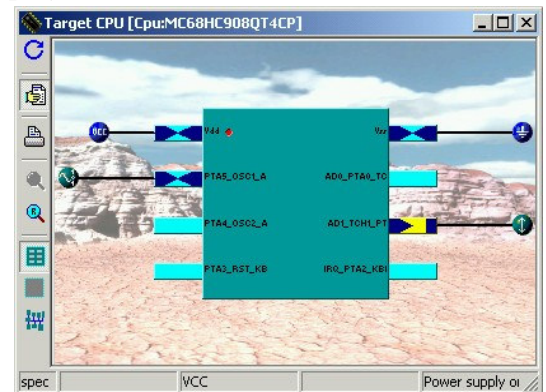 Target CPU [Cpu:MC68HC908QT4CP]
VCC
Vdd
Vss
PTA5_OSC1_A
AD0_PTA0_TC
PTA4_OSC2_A
AD1_TCH1_PT
PTA3_RST_KB
IRQ_PTA2_KBI
spec
VCC
Power supply or